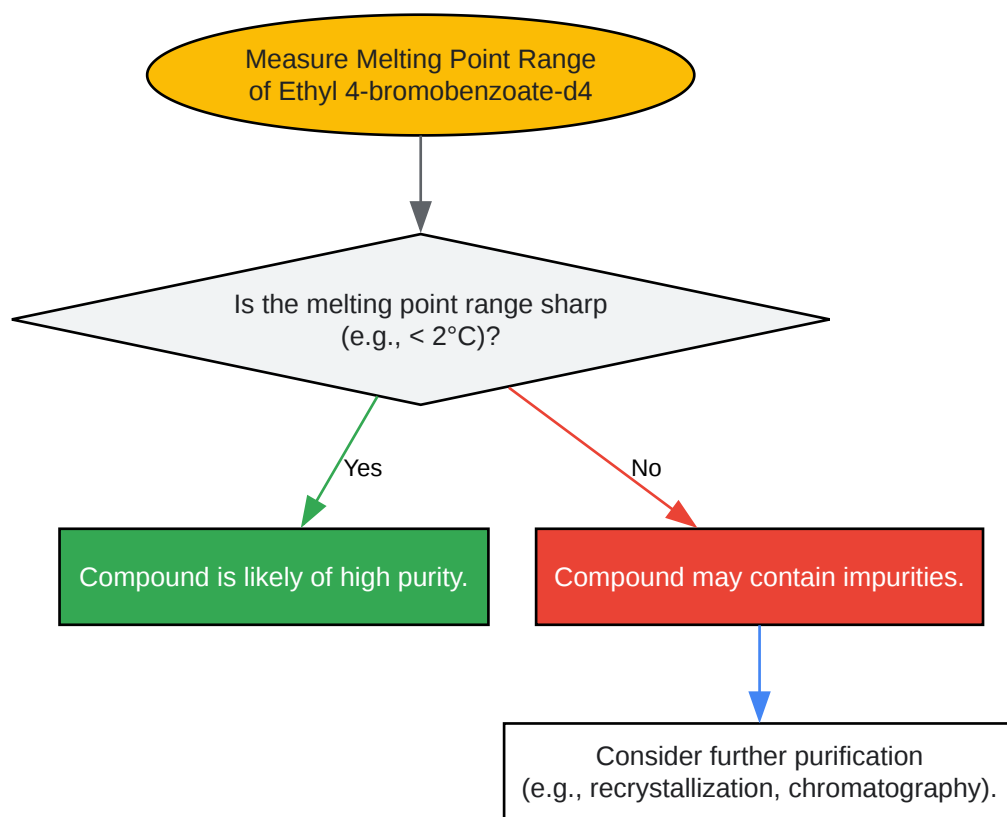 Measure Melting Point Range
of Ethyl 4-bromobenzoate-d4
Is the melting point range sharp
(e.g., < 2°C)?
Yes
No
Compound is likely of high purity.
Compound may contain impurities.
Consider further purification
(e.g., recrystallization, chromatography).